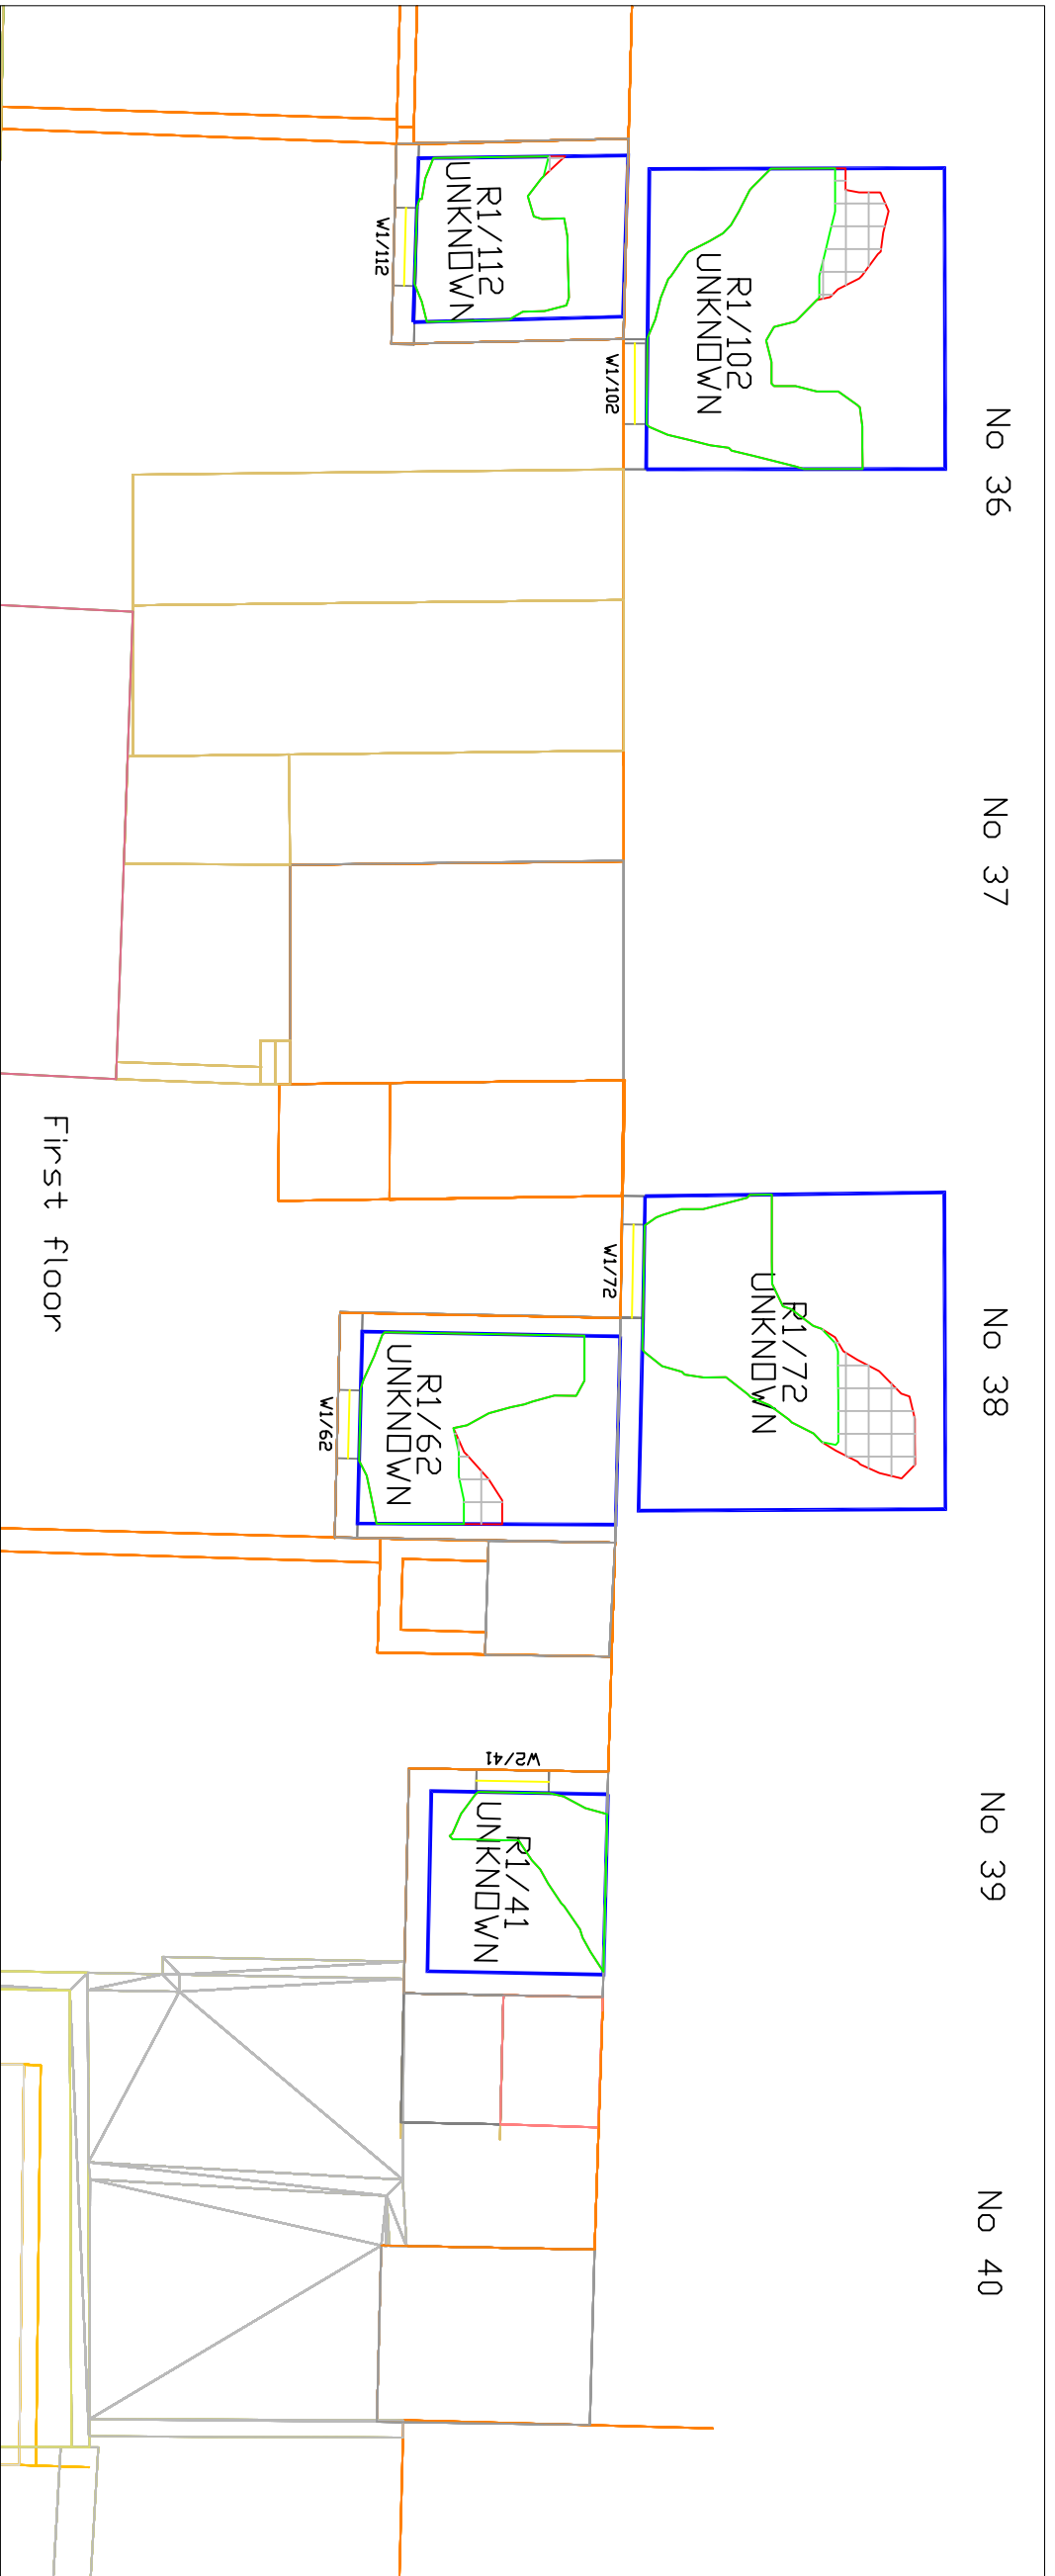 No 36
No 37
No 38
No 39
No 40
R1/102
UNKNOWN
W1/102
R1/112
UNKNOWN
W1/112
R1/72
UNKNOWN
W1/72
R1/62
UNKNOWN
W1/62
W2/41
R1/41
UNKNOWN
First floor